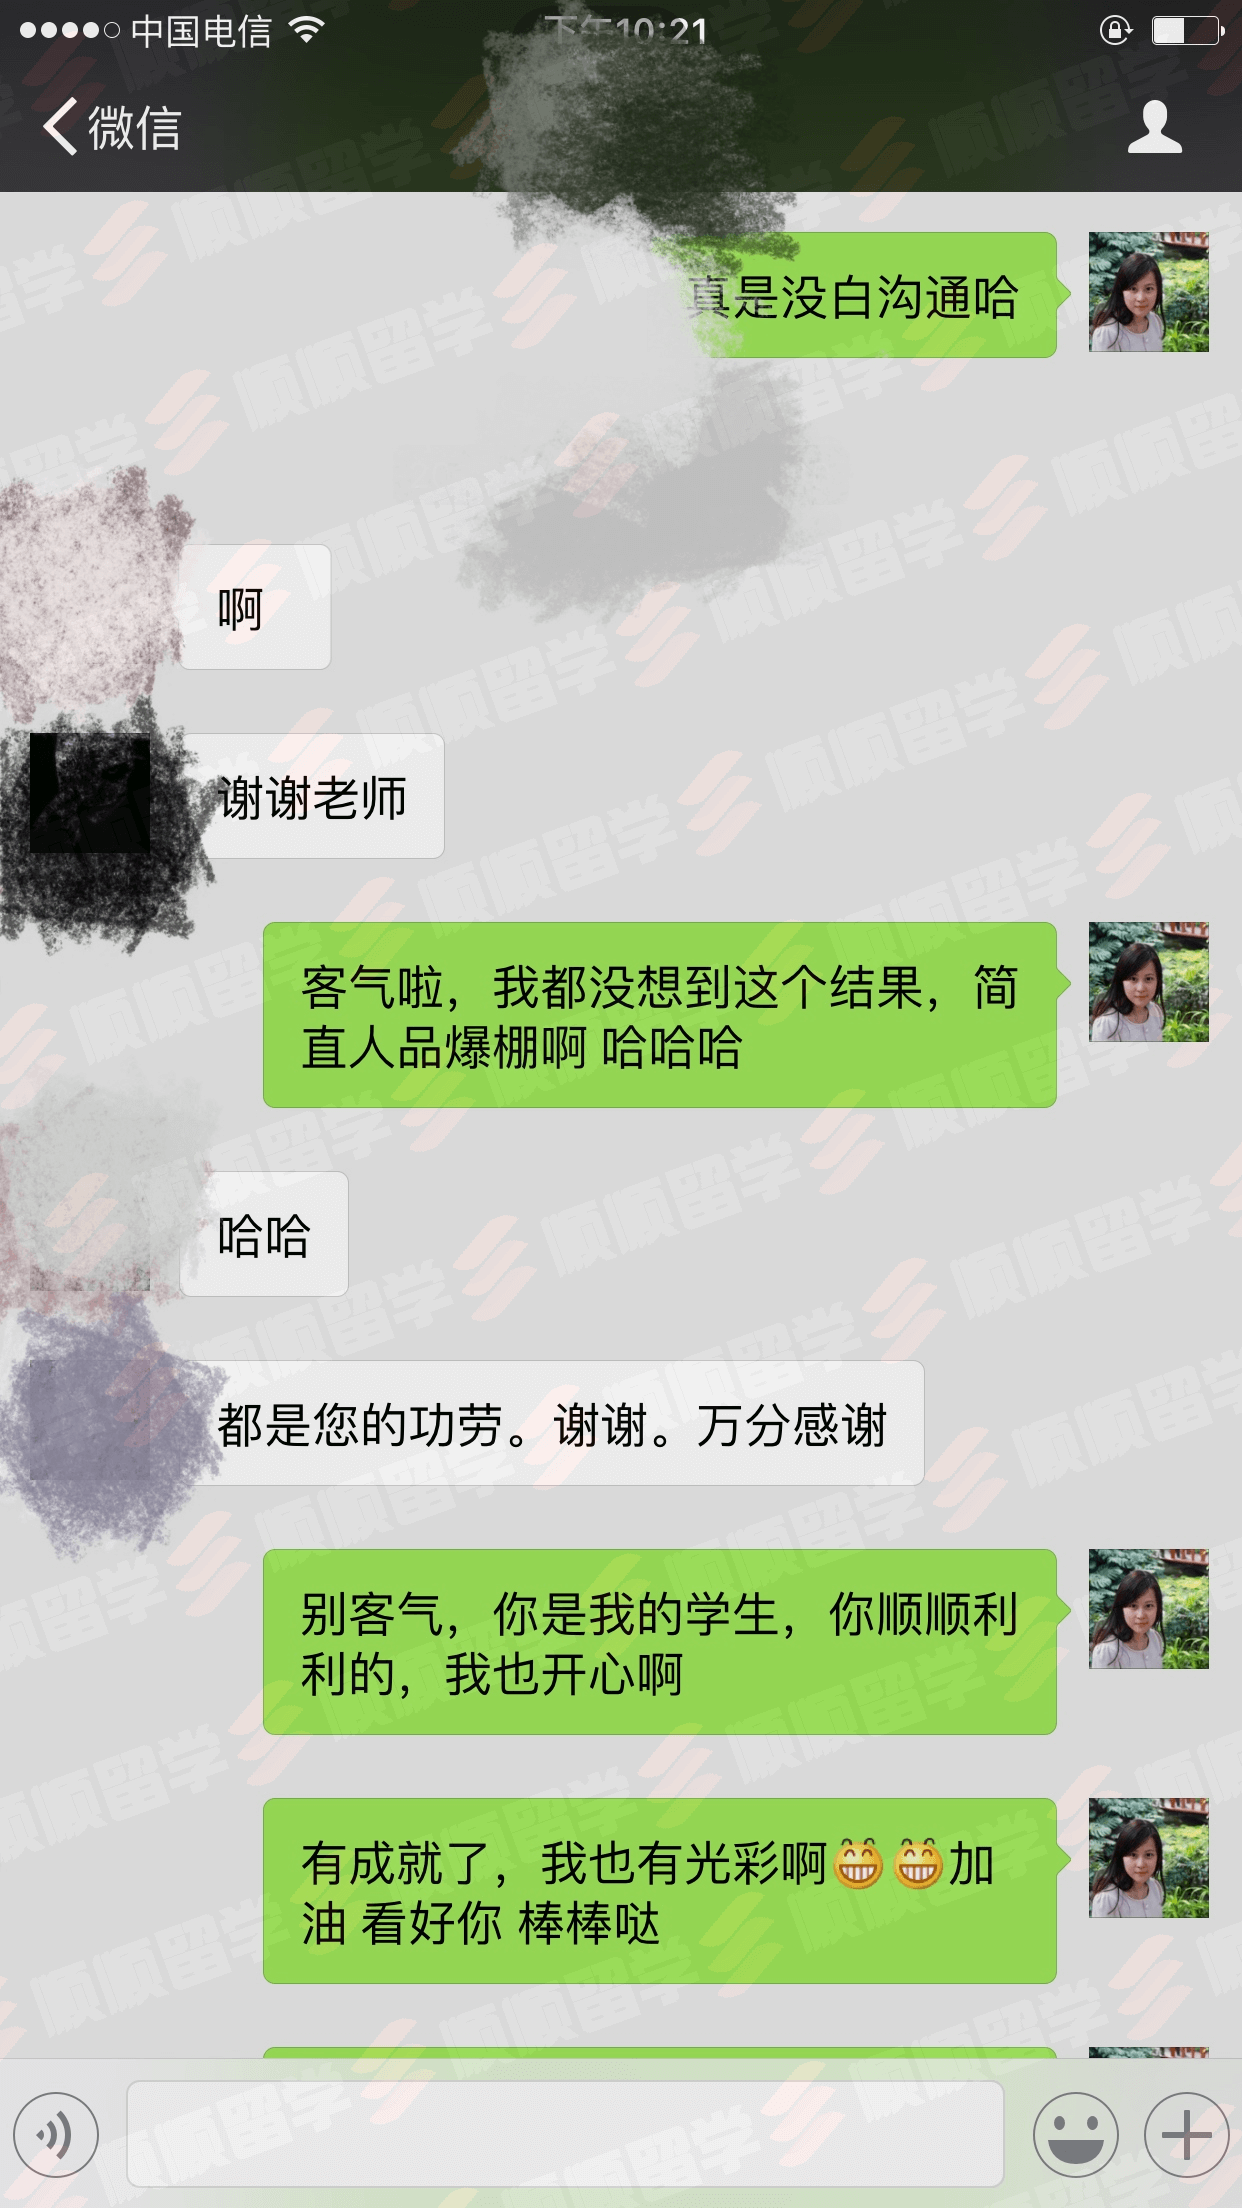 中国电信
下午10:21
微信
真是没白沟通哈
啊
谢谢老师
客气啦，我都没想到这个结果，简
直人品爆棚啊 哈哈哈
哈哈
都是您的功劳。谢谢。万分感谢
别客气，你是我的学生，你顺顺利
利的，我也开心啊
有成就了，我也有光彩啊😁😁加
油 看好你 棒棒哒
顺顺留学